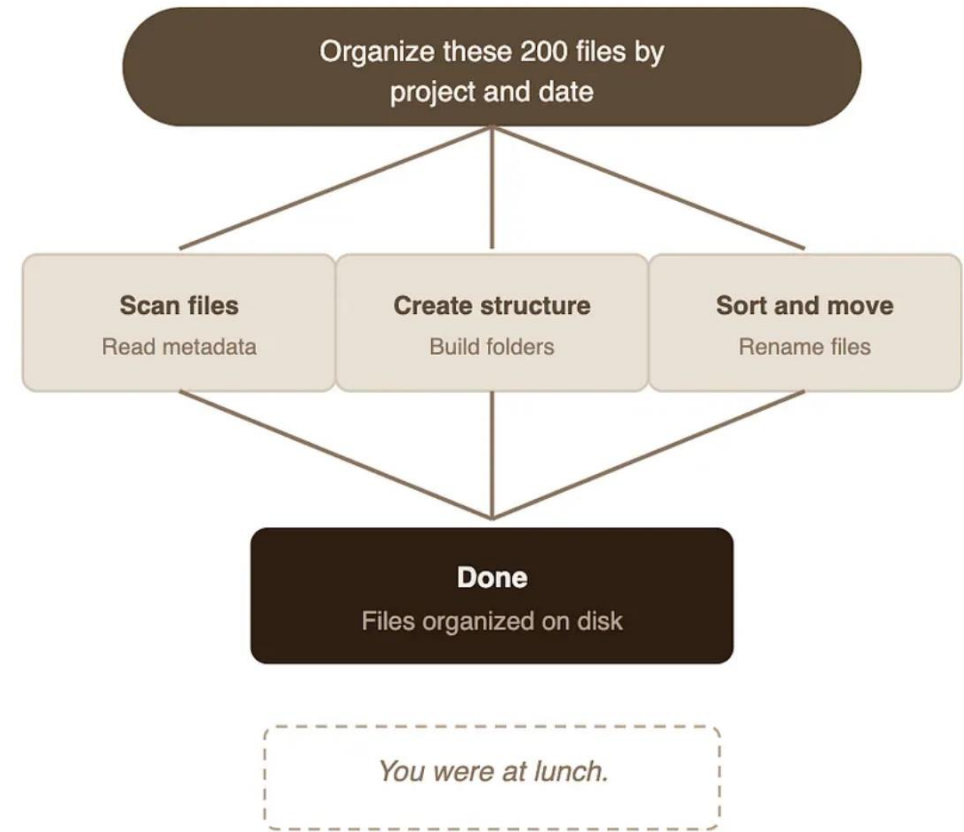 Organize these 200 files by
project and date
Scan files
Read metadata
Create structure
Build folders
Sort and move
Rename files
Done
Files organized on disk
You were at lunch.